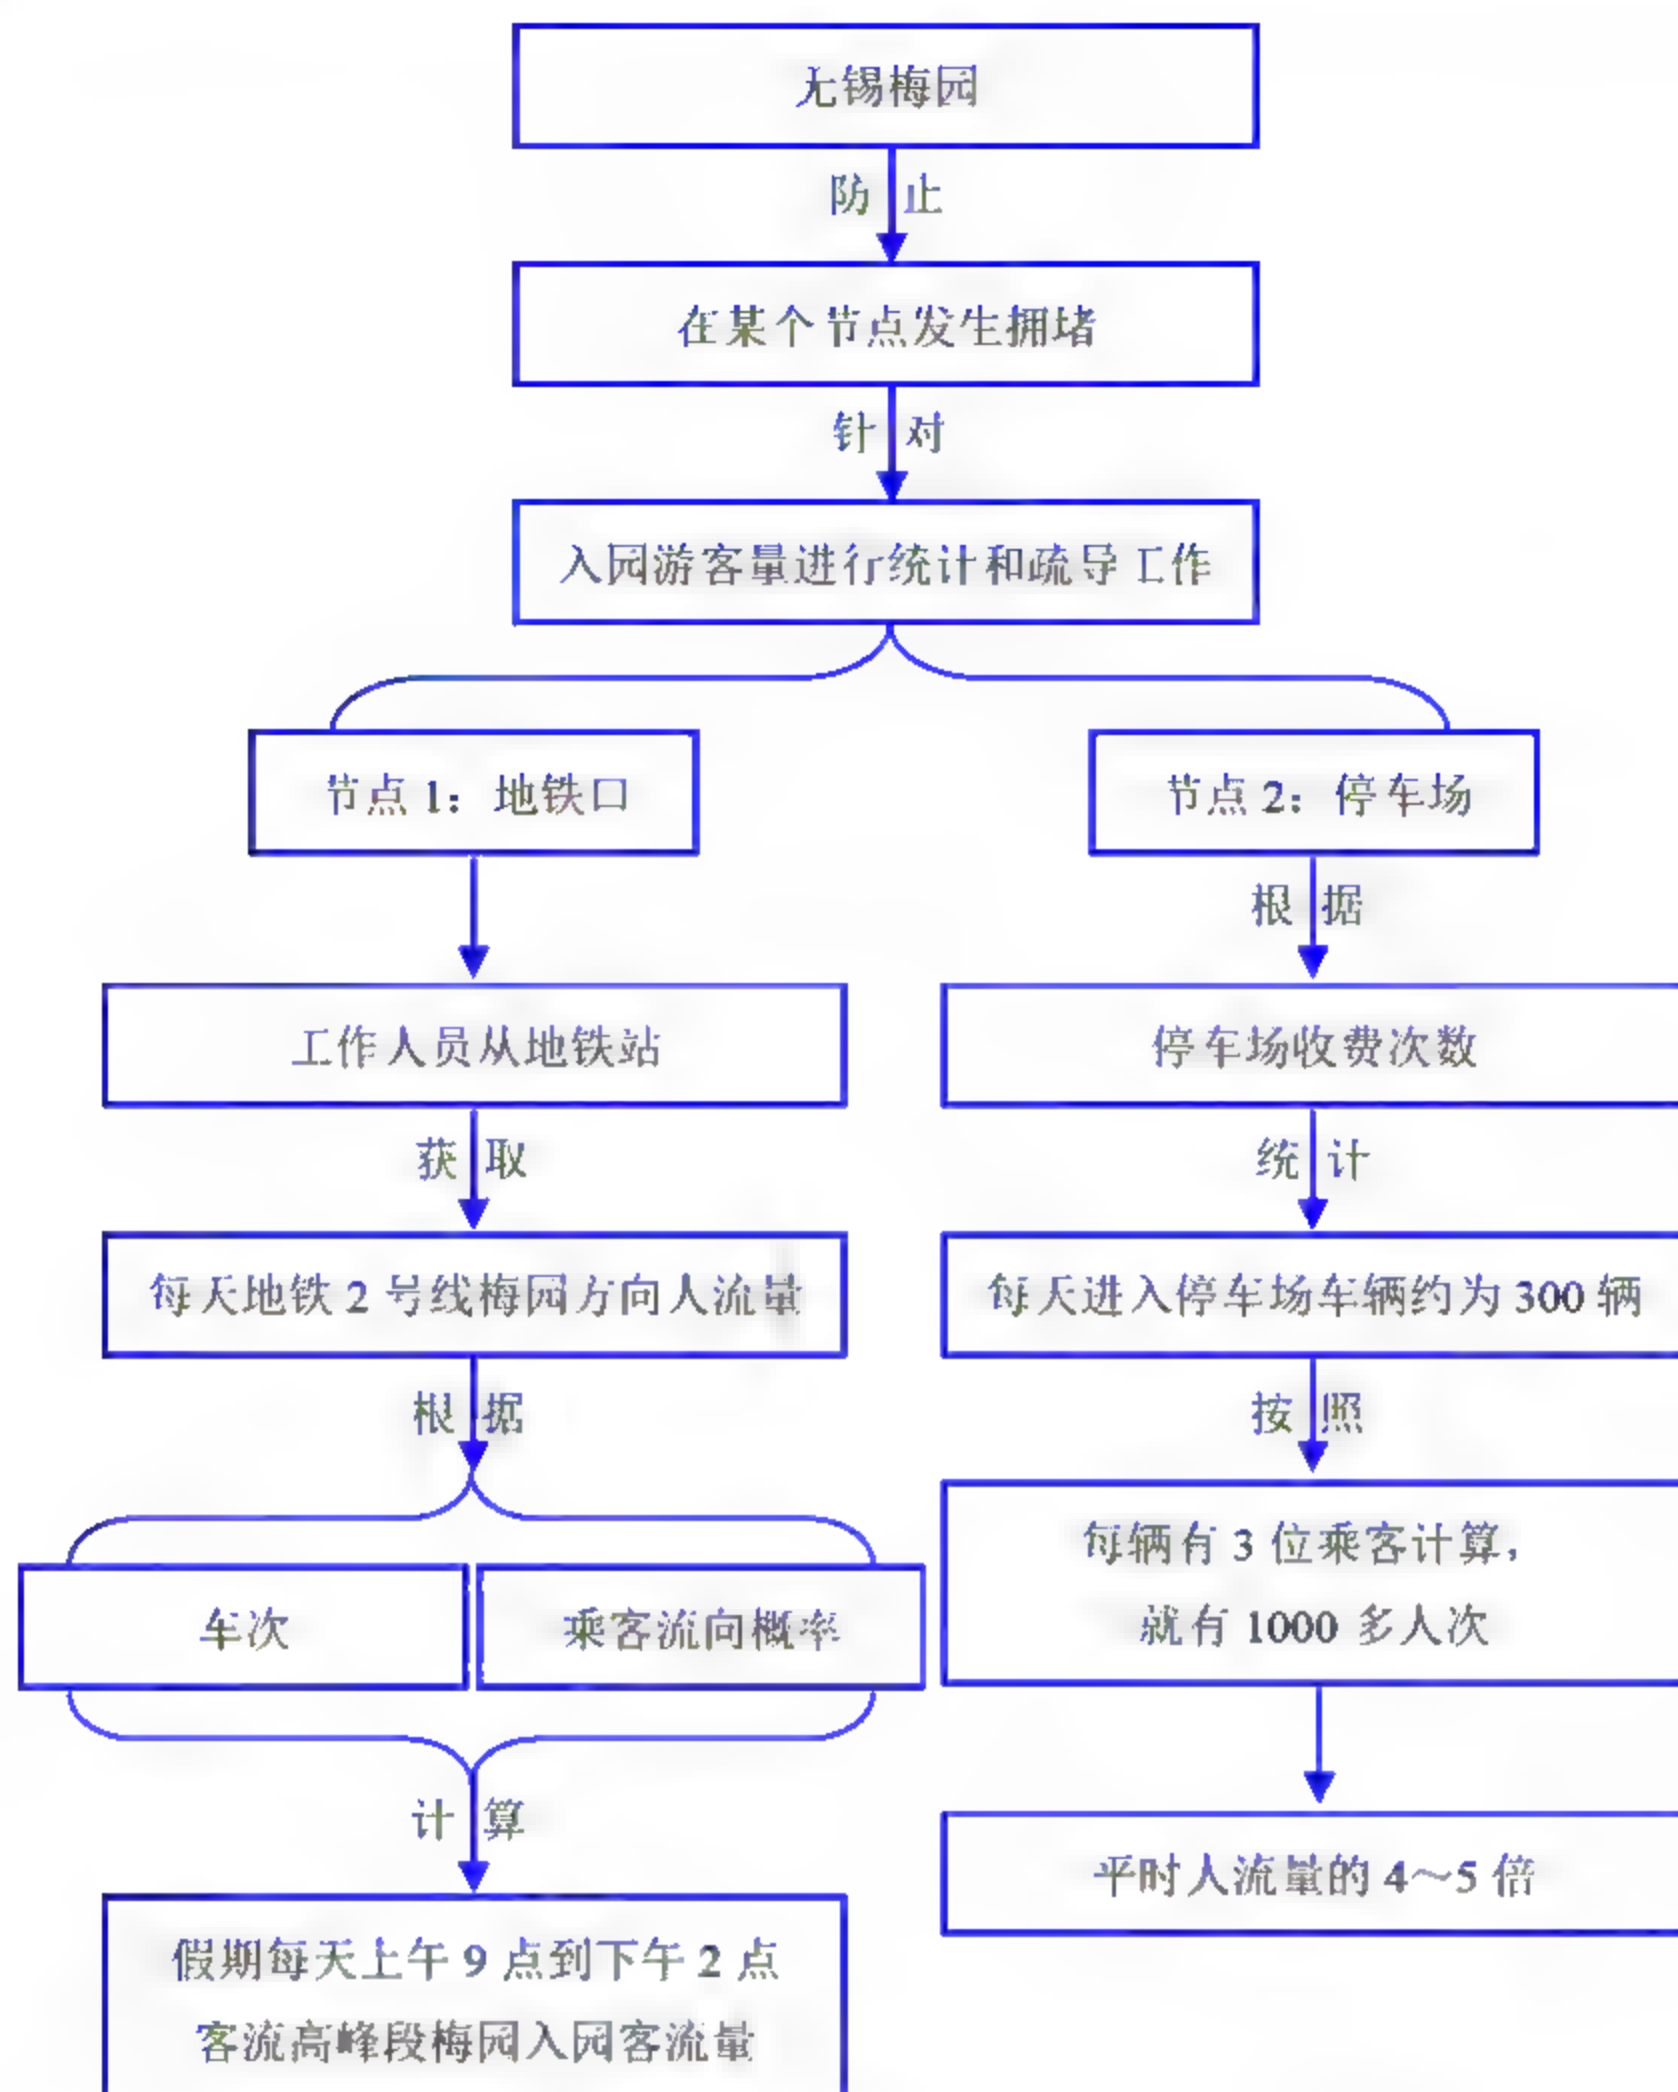 无锡梅园
防止
在某个节点发生拥堵
针对
入园游客量进行统计和疏导工作
节点 1：地铁口
节点 2：停车场
根据
工作人员从地铁站
停车场收费次数
获取
统计
每天地铁 2 号线梅园方向人流量
每天进入停车场车辆约为 300 辆
根据
按照
每辆有 3 位乘客计算，
就有 1000 多人次
车次
乘客流向概率
计算
平时人流量的 4～5 倍
假期每天上午 9 点到下午 2 点
客流高峰段梅园入园客流量